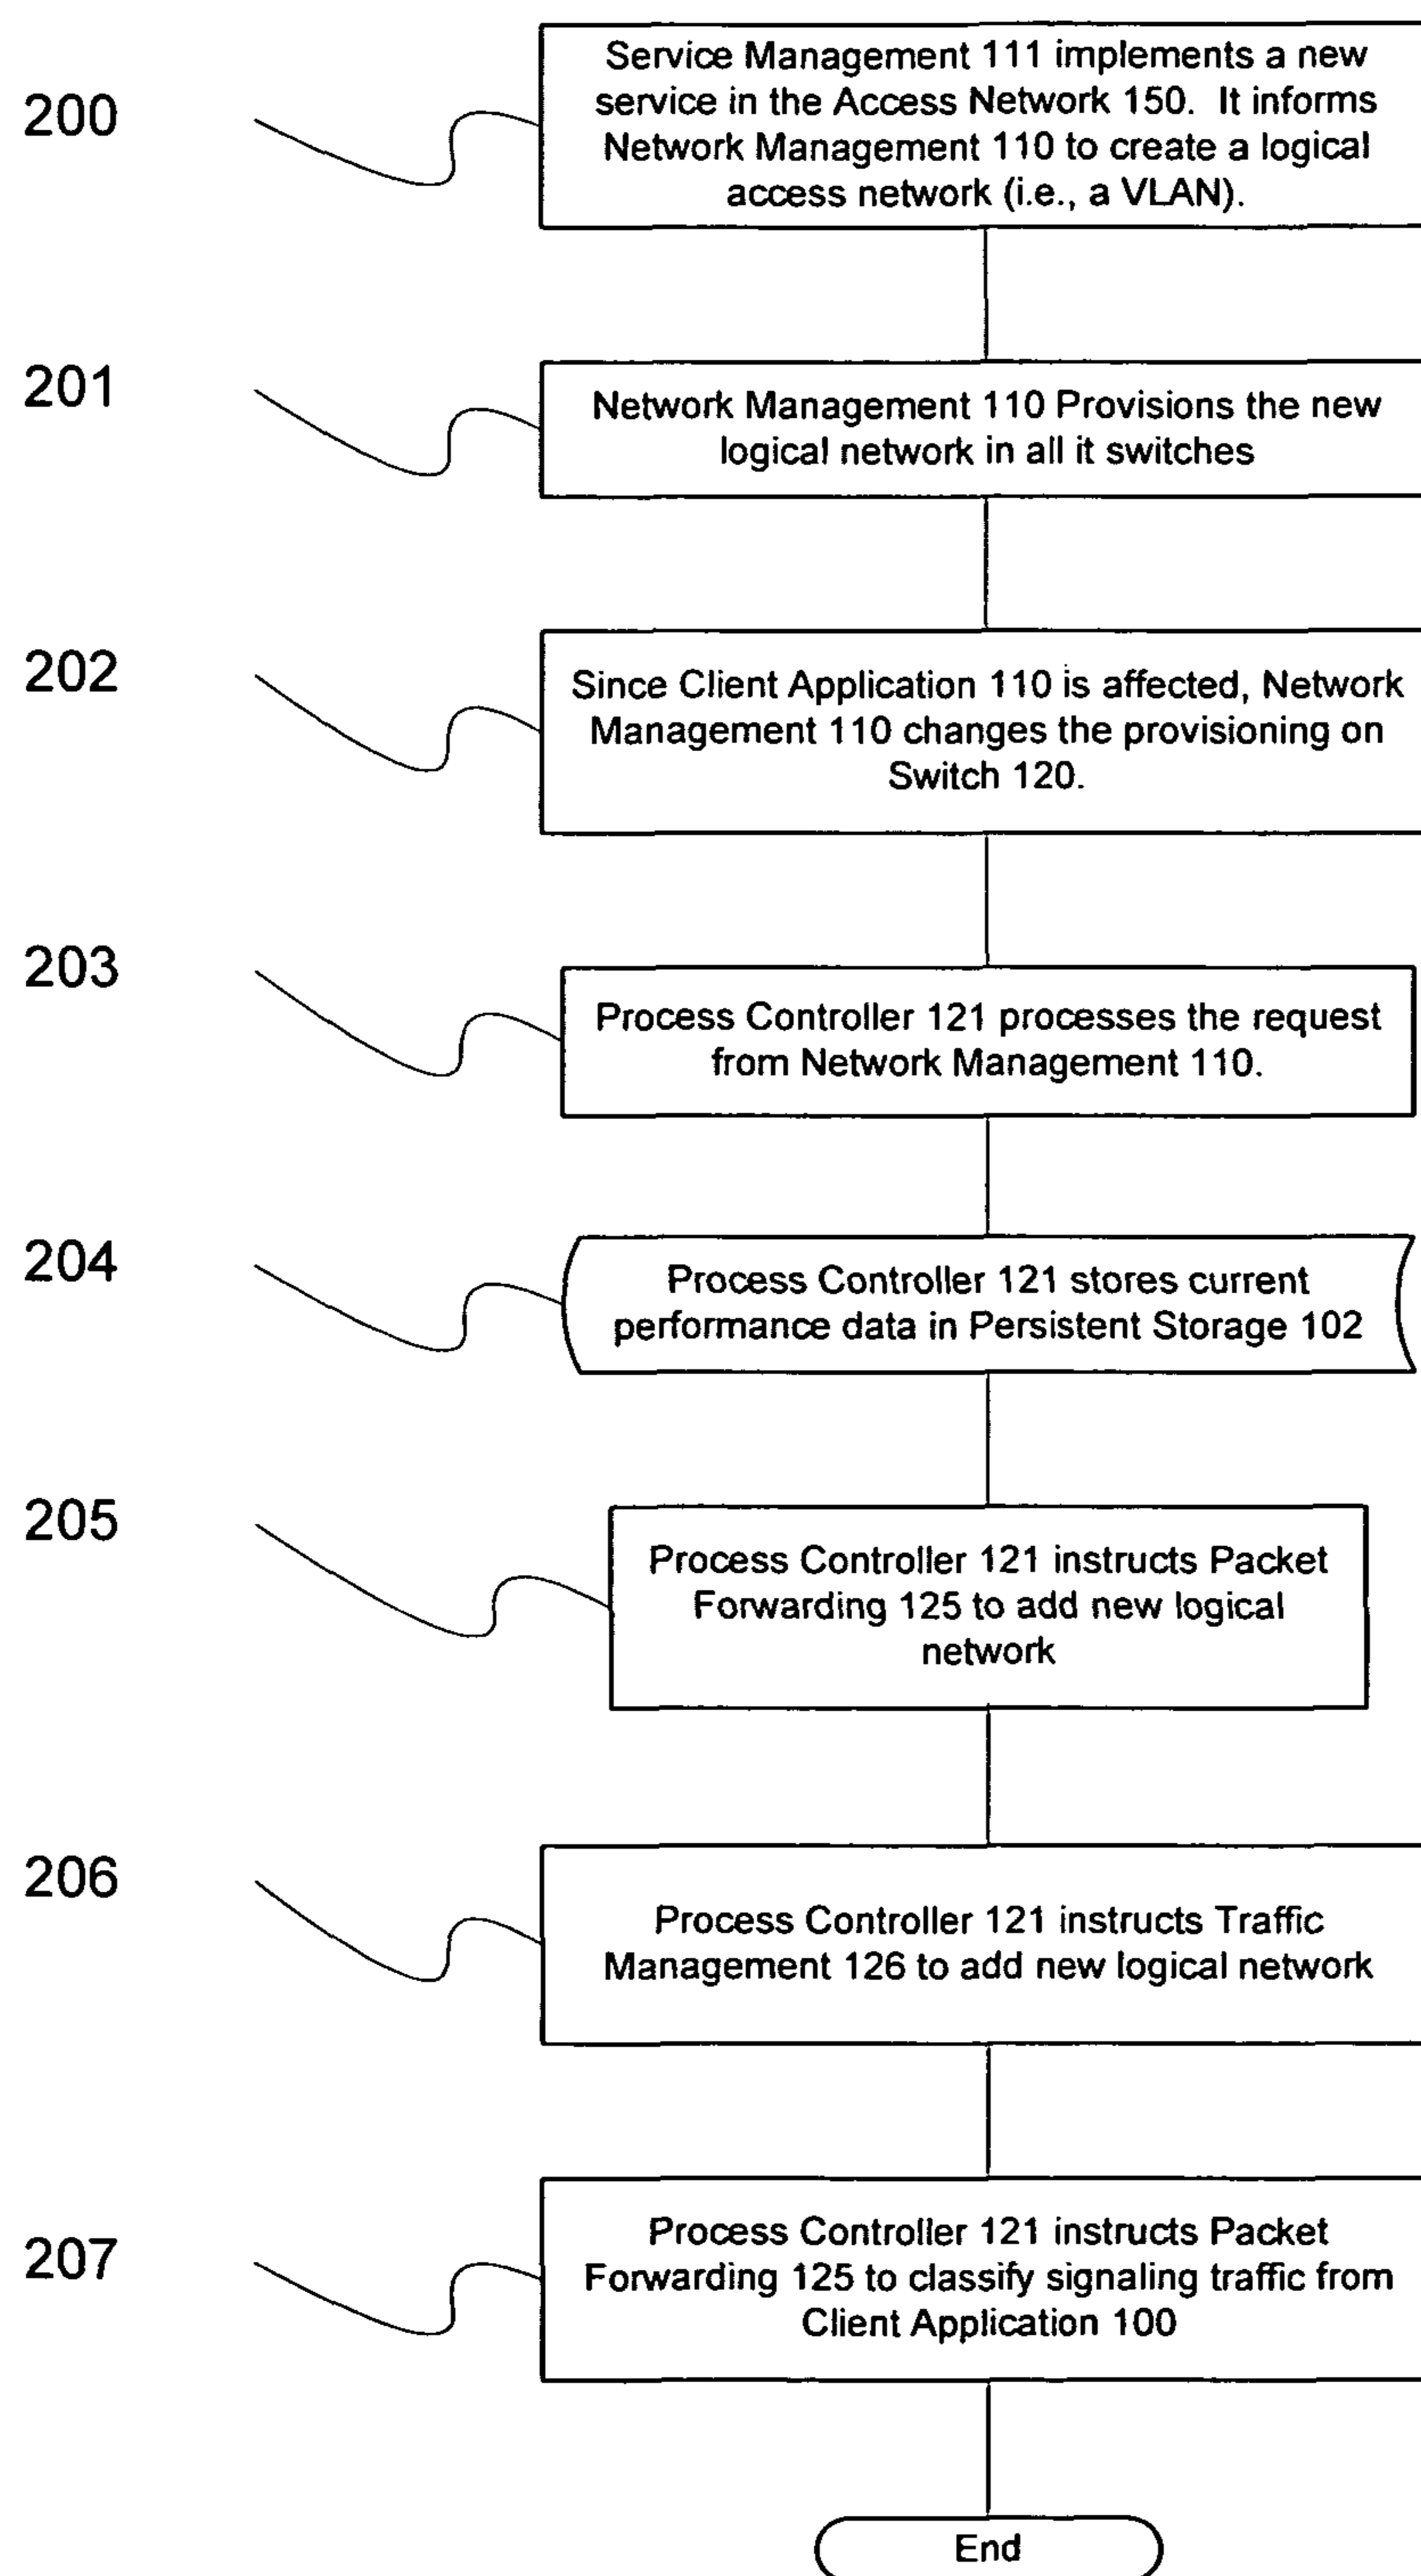 200
Service Management 111 implements a new
service in the Access Network 150. It informs
Network Management 110 to create a logical
access network (i.e., a VLAN).
201
Network Management 110 Provisions the new
logical network in all it switches
202
Since Client Application 110 is affected, Network
Management 110 changes the provisioning on
Switch 120.
203
Process Controller 121 processes the request
from Network Management 110.
204
Process Controller 121 stores current
performance data in Persistent Storage 102
205
Process Controller 121 instructs Packet
Forwarding 125 to add new logical
network
206
Process Controller 121 instructs Traffic
Management 126 to add new logical network
207
Process Controller 121 instructs Packet
Forwarding 125 to classify signaling traffic from
Client Application 100
End